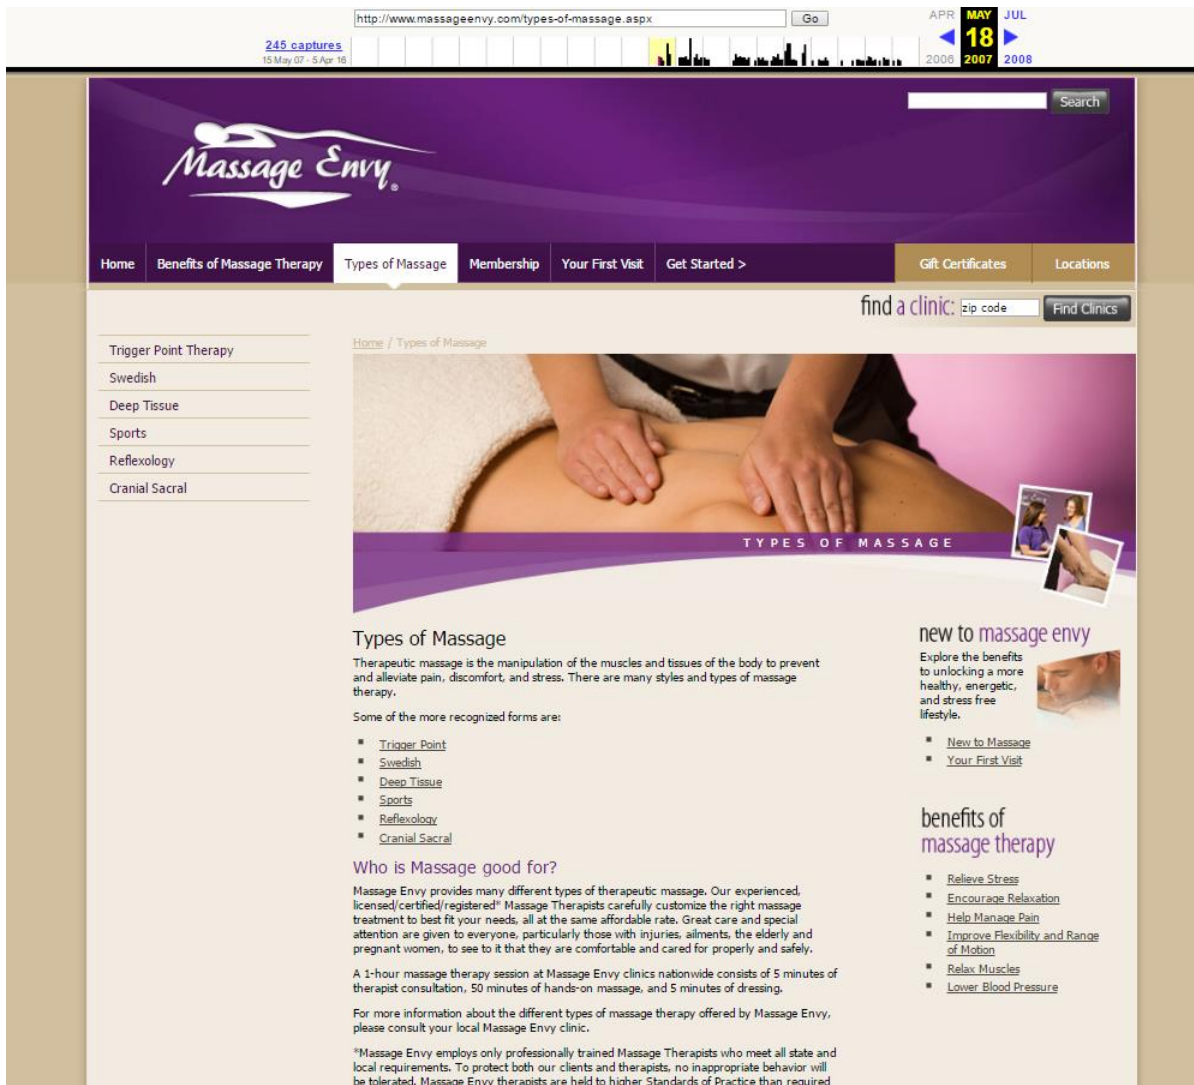 http://www.massageenvy.com/types-of-massage.aspx
Go
APR MAY JUL
245 captures
18
15 May 07 - 5 Apr 16
2006 2007 2008
Search
Massage Envy®
Home
Benefits of Massage Therapy
Types of Massage
Membership
Your First Visit
Get Started >
Gift Certificates
Locations
find a clinic: zip code Find Clinics
Home / Types of Massage
Trigger Point Therapy
Swedish
Deep Tissue
Sports
Reflexology
Cranial Sacral
TYPES OF MASSAGE
Types of Massage
Therapeutic massage is the manipulation of the muscles and tissues of the body to prevent
and alleviate pain, discomfort, and stress. There are many styles and types of massage
therapy.
Some of the more recognized forms are:
Trigger Point
Swedish
Deep Tissue
Sports
Reflexology
Cranial Sacral
Who is Massage good for?
Massage Envy provides many different types of therapeutic massage. Our experienced,
licensed/certified/registered* Massage Therapists carefully customize the right massage
treatment to best fit your needs, all at the same affordable rate. Great care and special
attention are given to everyone, particularly those with injuries, ailments, the elderly and
pregnant women, to see to it that they are comfortable and cared for properly and safely.
A 1-hour massage therapy session at Massage Envy clinics nationwide consists of 5 minutes of
therapist consultation, 50 minutes of hands-on massage, and 5 minutes of dressing.
For more information about the different types of massage therapy offered by Massage Envy,
please consult your local Massage Envy clinic.
*Massage Envy employs only professionally trained Massage Therapists who meet all state and
local requirements. To protect both our clients and therapists, no inappropriate behavior will
be tolerated. Massage Envy therapists are held to higher Standards of Practice than required
new to massage envy
Explore the benefits
to unlocking a more
healthy, energetic,
and stress free
lifestyle.
New to Massage
Your First Visit
benefits of
massage therapy
Relieve Stress
Encourage Relaxation
Help Manage Pain
Improve Flexibility and Range
of Motion
Relax Muscles
Lower Blood Pressure